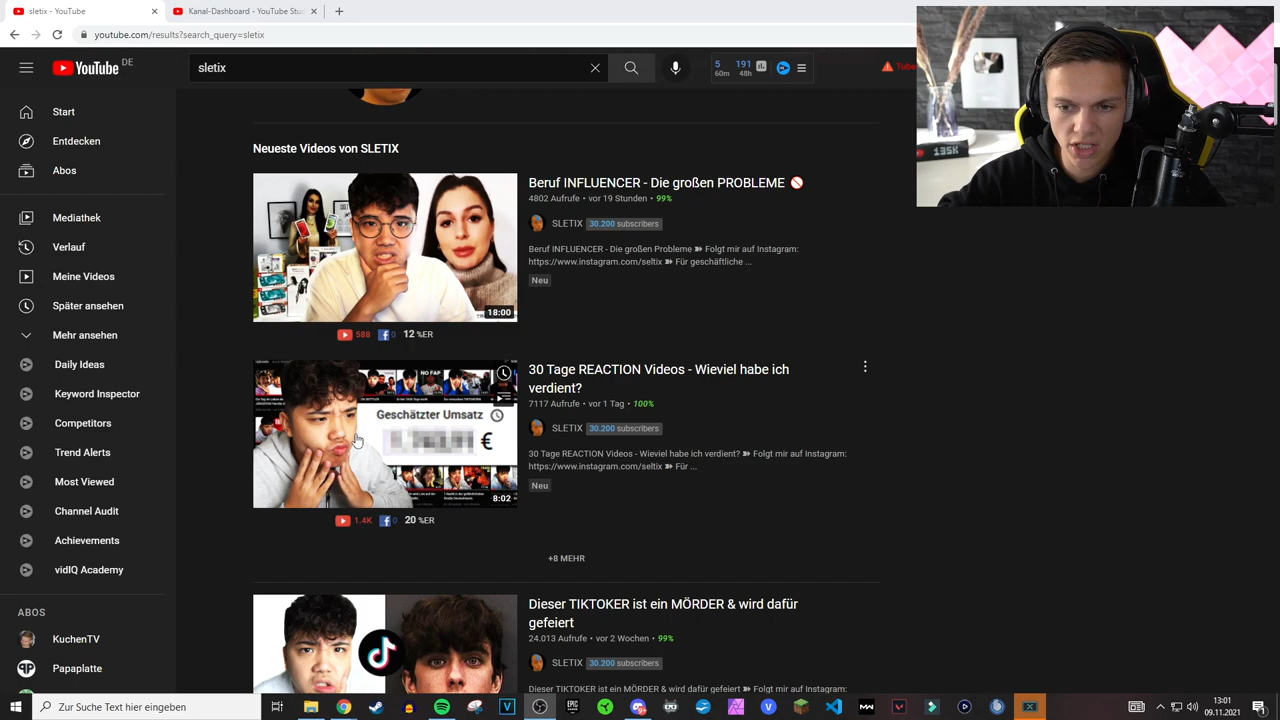 sletix - YouTube
Kanal-Dashboard - YouTube Stud
youtube.com/results?search_query=sletix
YouTube DE
sletix
5 60m
191 48h
Tube
135K
Start
Entdecken
Abos
Mediathek
Verlauf
Meine Videos
Später ansehen
Mehr ansehen
Daily Ideas
Keyword Inspector
Competitors
Trend Alerts
Most Viewed
Channel Audit
Achievements
vidIQ Academy
ABOS
KuchenTV
Papaplatte
Neueste Videos von SLETIX
18:00
Beruf INFLUENCER - Die großen PROBLEME 🚫
4802 Aufrufe • vor 19 Stunden • 99%
SLETIX 30.200 subscribers
Beruf INFLUENCER - Die großen Probleme ➽ Folgt mir auf Instagram:
https://www.instagram.com/seltix ➽ Für geschäftliche ...
Neu
588 0 12 %ER
NO FAP
Geschätzter Umsatz
€
8:02
30 Tage REACTION Videos - Wieviel habe ich
verdient?
7117 Aufrufe • vor 1 Tag • 100%
SLETIX 30.200 subscribers
30 Tage REACTION Videos - Wieviel habe ich verdient? ➽ Folgt mir auf Instagram:
https://www.instagram.com/seltix ➽ Für ...
Neu
1.4K 0 20 %ER
+8 MEHR
Dieser TIKTOKER ist ein MÖRDER & wird dafür
gefeiert
24.013 Aufrufe • vor 2 Wochen • 99%
SLETIX 30.200 subscribers
Dieser TIKTOKER ist ein MÖRDER & wird dafür gefeiert ➽ Folgt mir auf Instagram:
Zur Suche Text hier eingeben
EPIC
13:01
09.11.2021